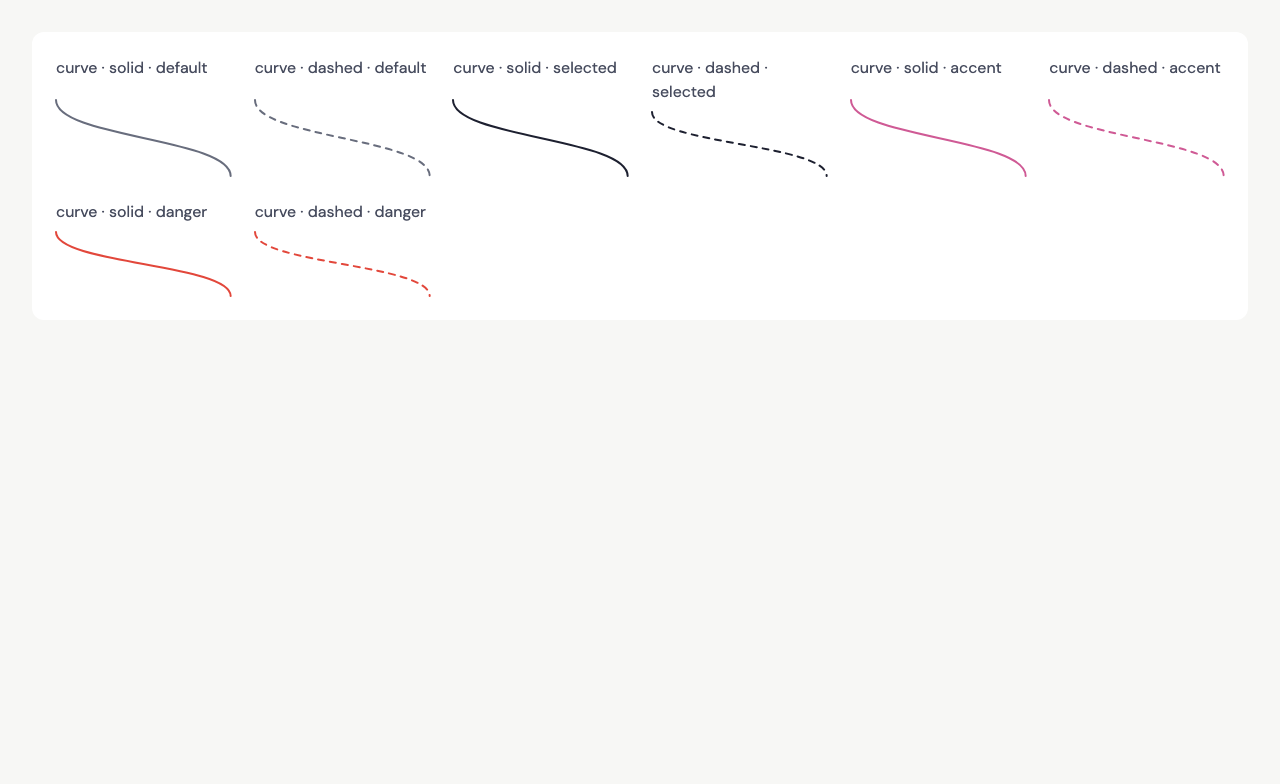 curve · solid · default
curve · dashed · default
curve · solid · selected
curve · dashed ·
selected
curve · solid · accent
curve · dashed · accent
curve · solid · danger
curve · dashed · danger